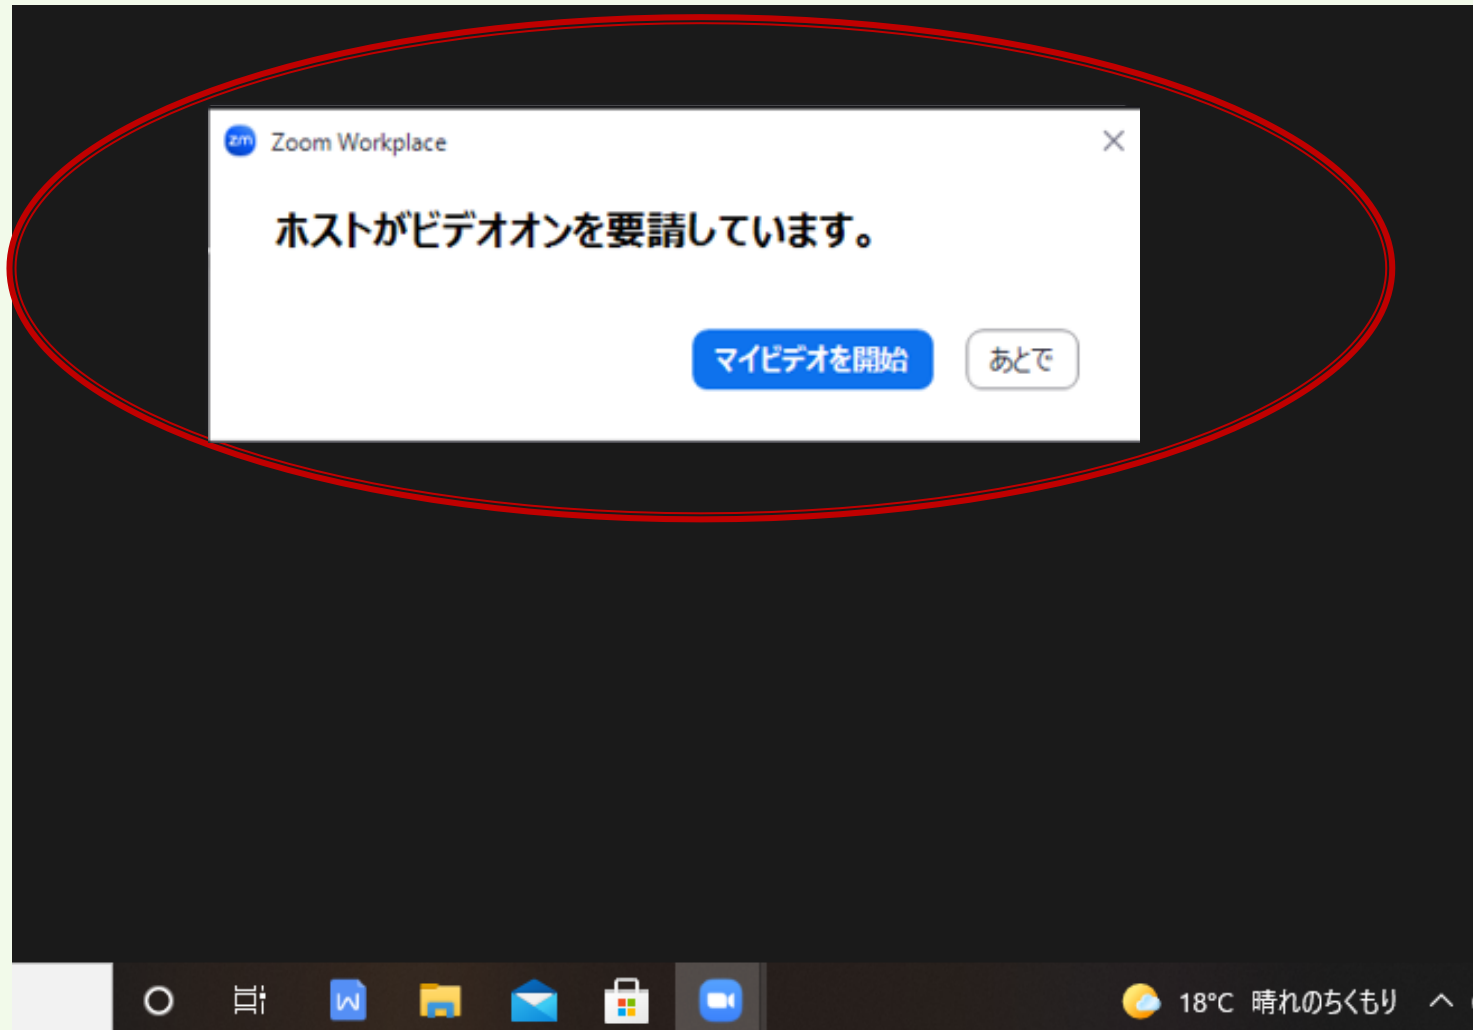 zm Zoom Workplace
ホストがビデオオンを要請しています。
マイビデオを開始 あとで
18°C 晴れのちくもり